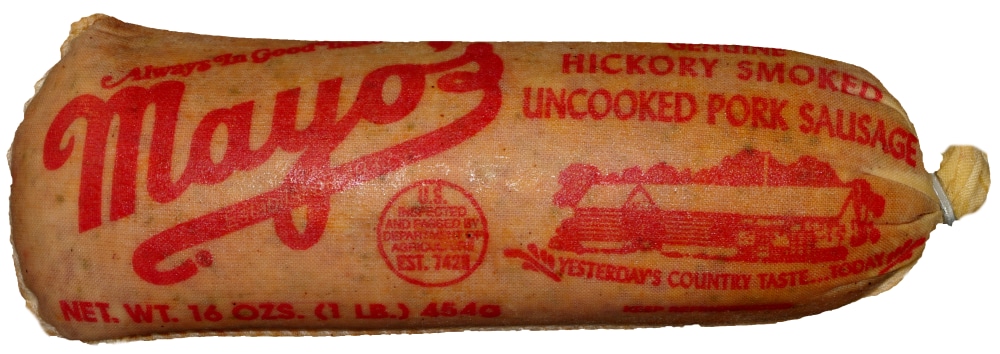 Always In Good
Mayo's
®
NET. WT. 16 OZS. (1 LB.) 454G
U.S.
INSPECTED
AND PASSED BY
DEPARTMENT OF
AGRICULTURE
EST. 7428
GENUINE
HICKORY SMOKED
UNCOOKED PORK SAUSAGE
YESTERDAY'S COUNTRY TASTE...TODAY